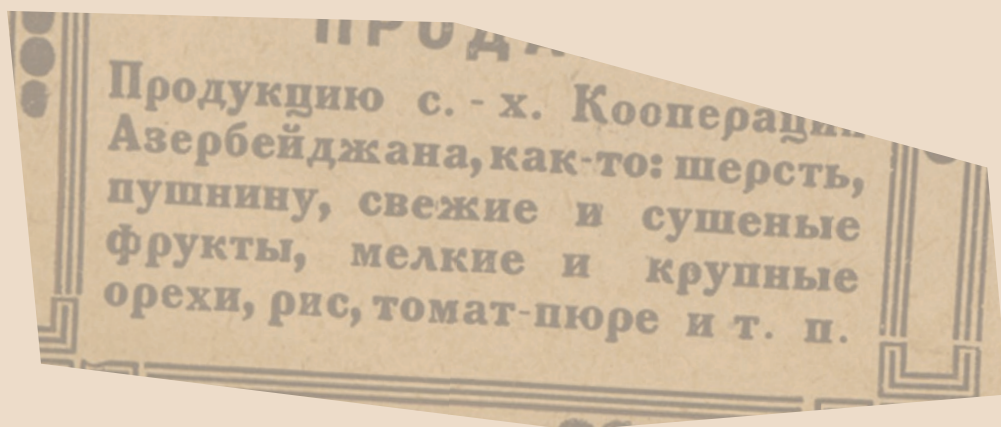 Продукцию с. - х. Кооперации
Азербейджана, как-то: шерсть,
пушнину, свежие и сушеные
фрукты, мелкие и крупные
орехи, рис, томат-пюре и т. п.